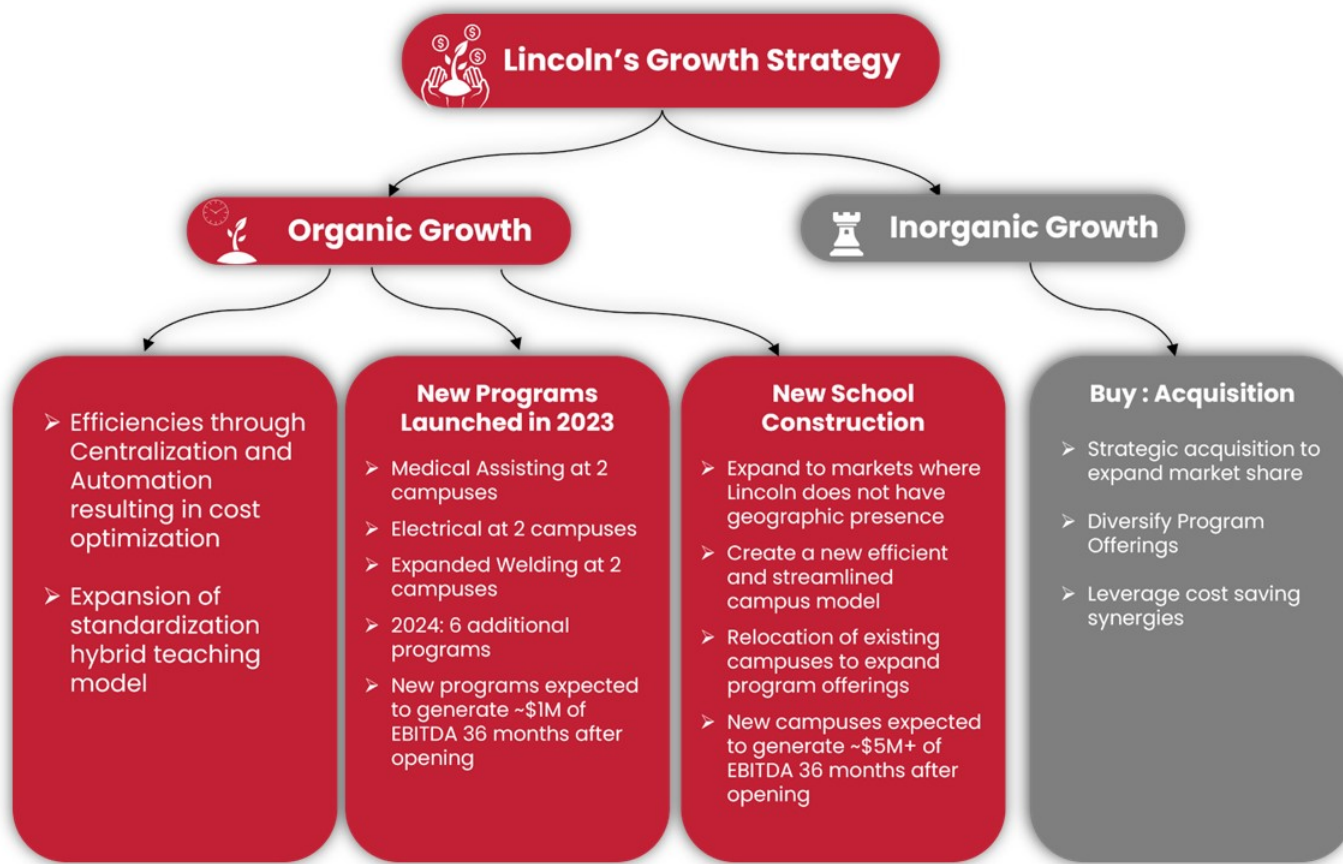 Lincoln's Growth Strategy
Organic Growth
Inorganic Growth
➢ Efficiencies through
Centralization and
Automation
resulting in cost
optimization
➢ Expansion of
standardization
hybrid teaching
model
New Programs
Launched in 2023
➢ Medical Assisting at 2
campuses
➢ Electrical at 2 campuses
➢ Expanded Welding at 2
campuses
➢ 2024: 6 additional
programs
➢ New programs expected
to generate ~$1M of
EBITDA 36 months after
opening
New School
Construction
➢ Expand to markets where
Lincoln does not have
geographic presence
➢ Create a new efficient
and streamlined
campus model
➢ Relocation of existing
campuses to expand
program offerings
➢ New campuses expected
to generate ~$5M+ of
EBITDA 36 months after
opening
Buy : Acquisition
➢ Strategic acquisition to
expand market share
➢ Diversify Program
Offerings
➢ Leverage cost saving
synergies